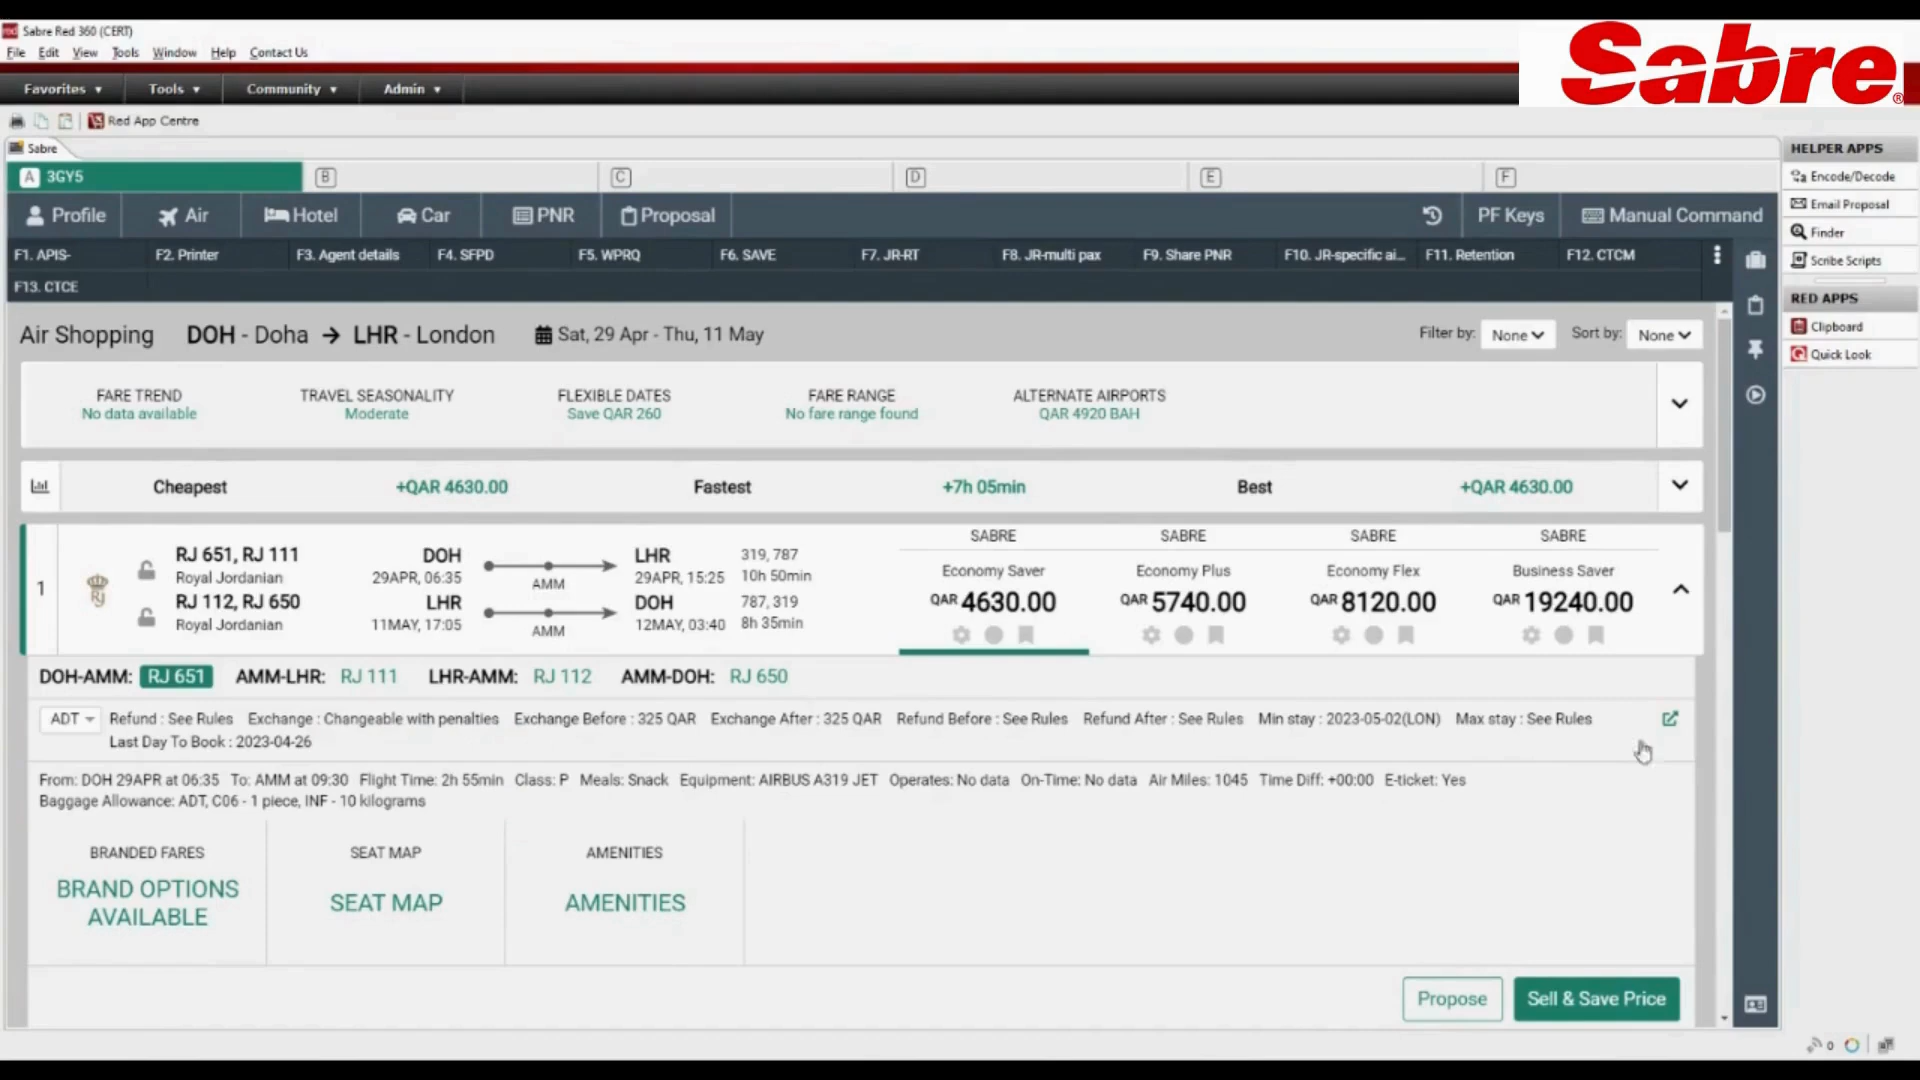 Sabre Red 360 (CERT)
File Edit View Tools Window Help Contact Us
Sabre®
Favorites Tools Community Admin
Red App Centre
Sabre
A 3GY5 B C D E F
Profile Air Hotel Car PNR Proposal PF Keys Manual Command
F1. APIS- F2. Printer F3. Agent details F4. SFPD F5. WPRQ F6. SAVE F7. JR-RT F8. JR-multi pax F9. Share PNR F10. JR-specific ai... F11. Retention F12. CTCM
F13. CTCE
HELPER APPS
Encode/Decode
Email Proposal
Finder
Scribe Scripts
RED APPS
Clipboard
Quick Look
Air Shopping DOH - Doha → LHR - London Sat, 29 Apr - Thu, 11 May Filter by: None Sort by: None
FARE TREND TRAVEL SEASONALITY FLEXIBLE DATES FARE RANGE ALTERNATE AIRPORTS
No data available Moderate Save QAR 260 No fare range found QAR 4920 BAH
Cheapest +QAR 4630.00 Fastest +7h 05min Best +QAR 4630.00
SABRE SABRE SABRE SABRE
1
RJ
RJ 651, RJ 111 DOH LHR 319, 787
Royal Jordanian 29APR, 06:35 AMM 29APR, 15:25 10h 50min
RJ 112, RJ 650 LHR DOH 787, 319
Royal Jordanian 11MAY, 17:05 AMM 12MAY, 03:40 8h 35min
Economy Saver Economy Plus Economy Flex Business Saver
QAR 4630.00 QAR 5740.00 QAR 8120.00 QAR 19240.00
DOH-AMM: RJ 651 AMM-LHR: RJ 111 LHR-AMM: RJ 112 AMM-DOH: RJ 650
ADT Refund : See Rules Exchange : Changeable with penalties Exchange Before : 325 QAR Exchange After : 325 QAR Refund Before : See Rules Refund After : See Rules Min stay : 2023-05-02(LON) Max stay : See Rules
Last Day To Book : 2023-04-26
From: DOH 29APR at 06:35 To: AMM at 09:30 Flight Time: 2h 55min Class: P Meals: Snack Equipment: AIRBUS A319 JET Operates: No data On-Time: No data Air Miles: 1045 Time Diff: +00:00 E-ticket: Yes
Baggage Allowance: ADT, C06 - 1 piece, INF - 10 kilograms
BRANDED FARES SEAT MAP AMENITIES
BRAND OPTIONS AVAILABLE SEAT MAP AMENITIES
Propose Sell & Save Price
0